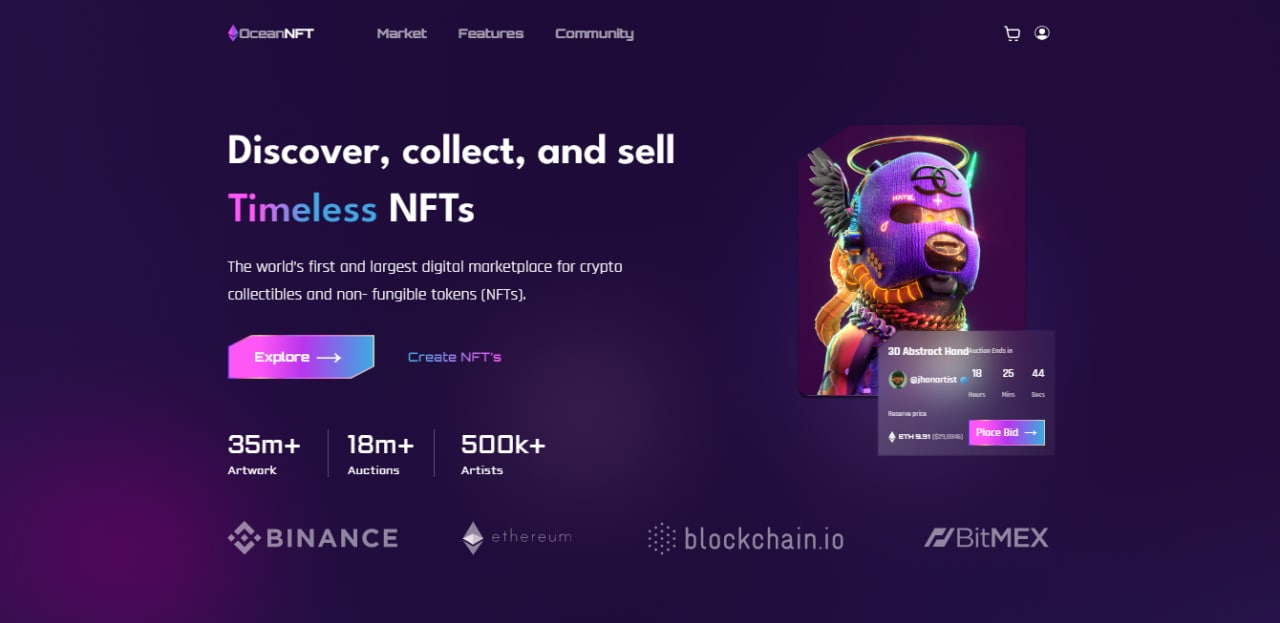 OceanNFT
Market Features Community
Discover, collect, and sell
Timeless NFTs
The world's first and largest digital marketplace for crypto
collectibles and non- fungible tokens (NFTs).
Explore
Create NFT's
35m+ 18m+ 500k+
Artwork Auctions Artists
HATE.
3D Abstract Hand Auction Ends in
18 25 44
@jhonartist
Hours Mins Secs
Reserve price
ETH 9.91 Place Bid
BINANCE ethereum blockchain.io BitMEX